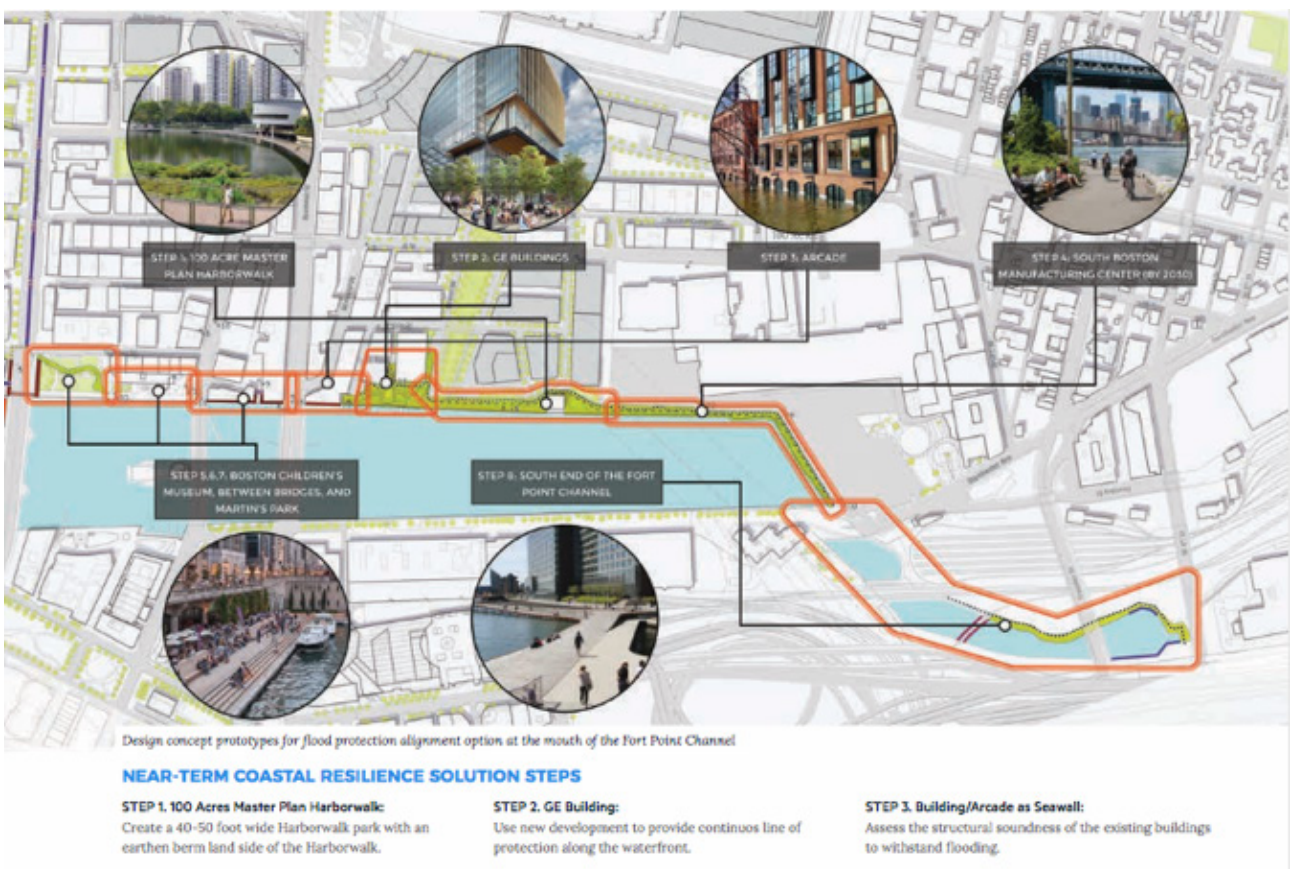 STEP 1: 100 ACRE MASTER
PLAN HARBORWALK
STEP 2: GE BUILDINGS
STEP 3: ARCADE
STEP 4: SOUTH BOSTON
MANUFACTURING CENTER (BY 2030)
STEP 5,6,7: BOSTON CHILDREN'S
MUSEUM, BETWEEN BRIDGES, AND
MARTIN'S PARK
STEP 8: SOUTH END OF THE FORT
POINT CHANNEL
Design concept prototypes for flood protection alignment option at the mouth of the Fort Point Channel
NEAR-TERM COASTAL RESILIENCE SOLUTION STEPS
STEP 1. 100 Acres Master Plan Harborwalk:
Create a 40-50 foot wide Harborwalk park with an
earthen berm land side of the Harborwalk.
STEP 2. GE Building:
Use new development to provide continuos line of
protection along the waterfront.
STEP 3. Building/Arcade as Seawall:
Assess the structural soundness of the existing buildings
to withstand flooding.